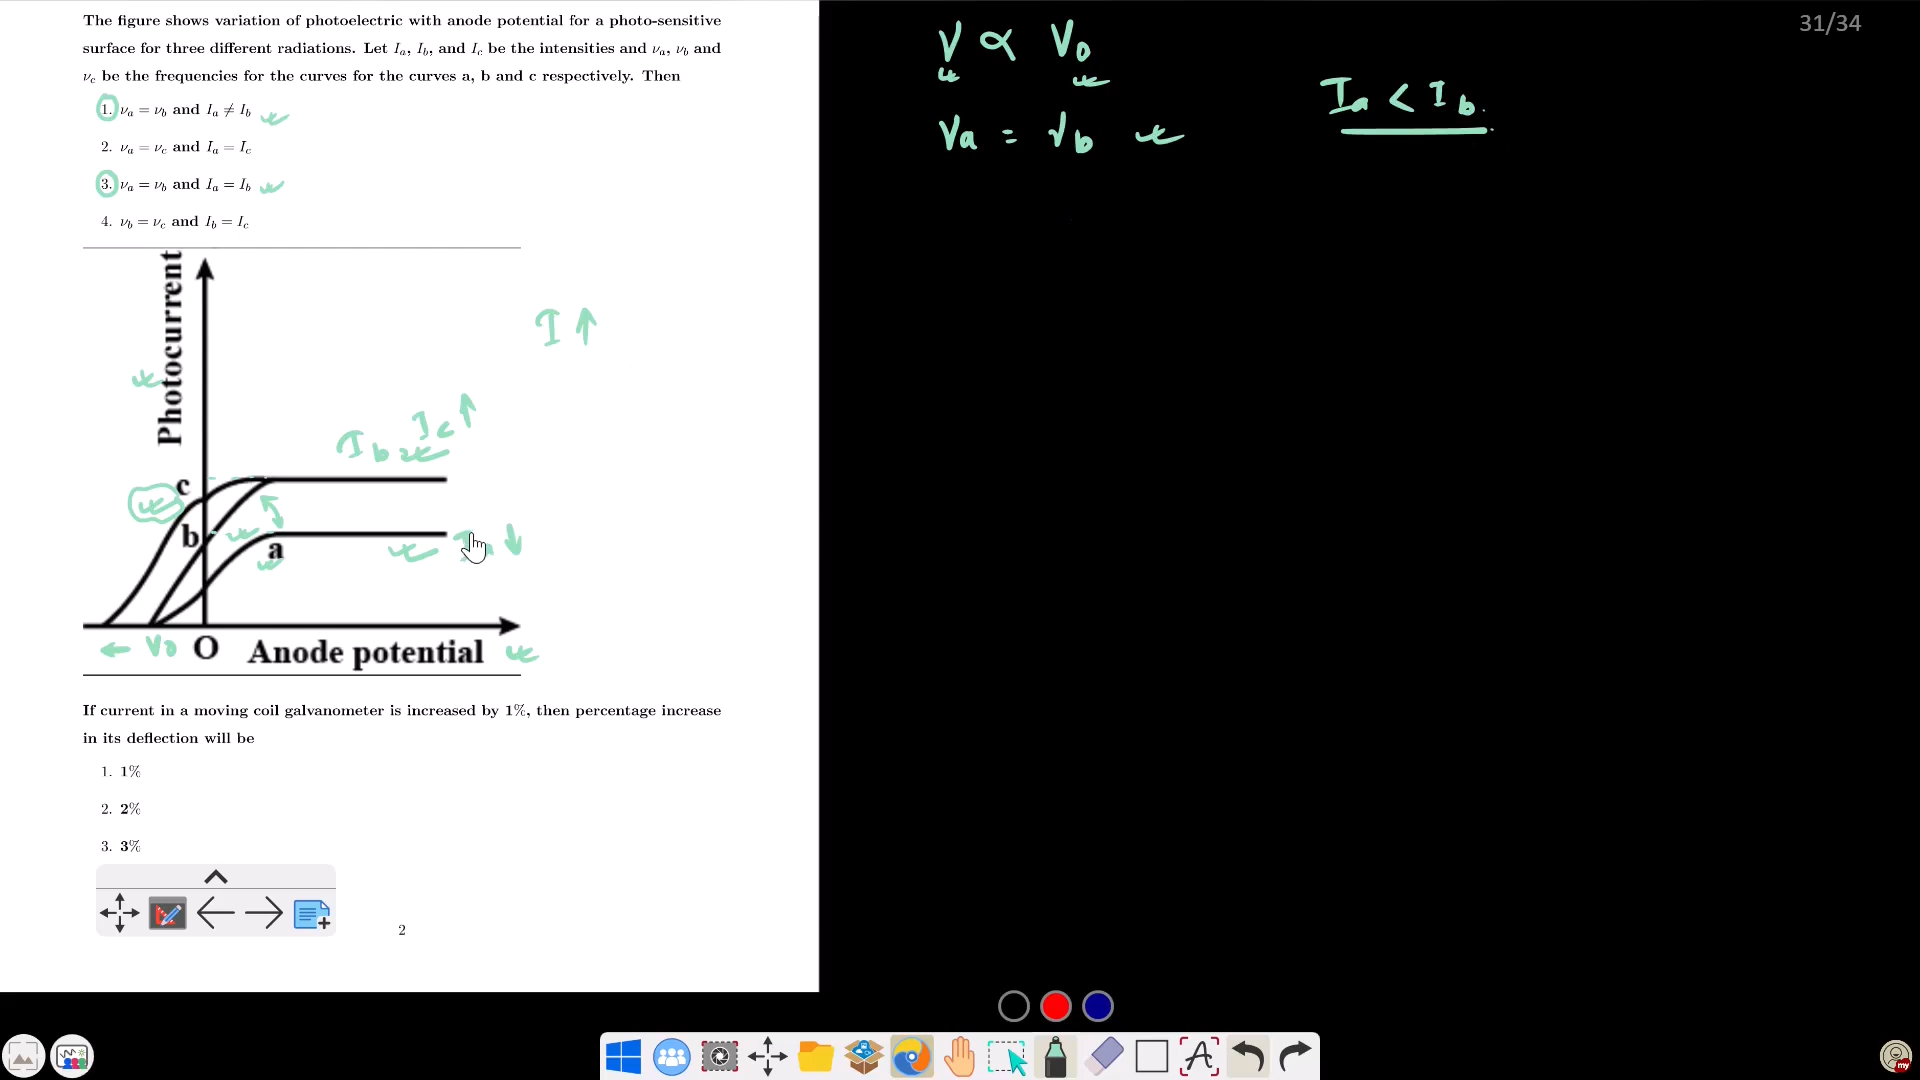 The figure shows variation of photoelectric with anode potential for a photo-sensitive
surface for three different radiations. Let Ia, Ib, and Ic be the intensities and νa, νb and
νc be the frequencies for the curves for the curves a, b and c respectively. Then
1. νa = νb and Ia ≠ Ib
2. νa = νc and Ia = Ic
3. νa = νb and Ia = Ib
4. νb = νc and Ib = Ic
Photocurrent
I ↑
Ib = Ic ↑
c
b
a
← V0 O Anode potential
If current in a moving coil galvanometer is increased by 1%, then percentage increase
in its deflection will be
1. 1%
2. 2%
3. 3%
2
ν ∝ V0
νa = νb
Ia < Ib.
31/34
A
my